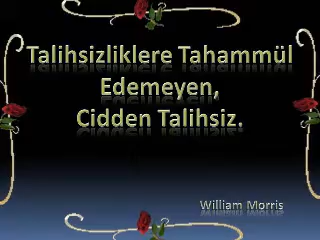 Talihsizliklere Tahammül
Edemeyen,
Cidden Talihsiz.
William Morris